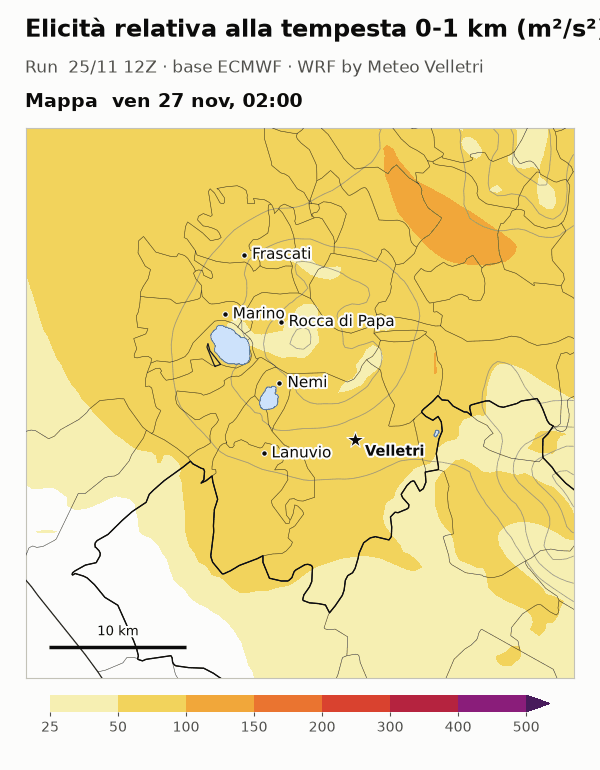 Elicità relativa alla tempesta 0-1 km (m²/s²)
Run 25/11 12Z · base ECMWF · WRF by Meteo Velletri
Mappa ven 27 nov, 02:00
Frascati
Marino
Rocca di Papa
Nemi
Velletri
Lanuvio
10 km
25 50 100 150 200 300 400 500